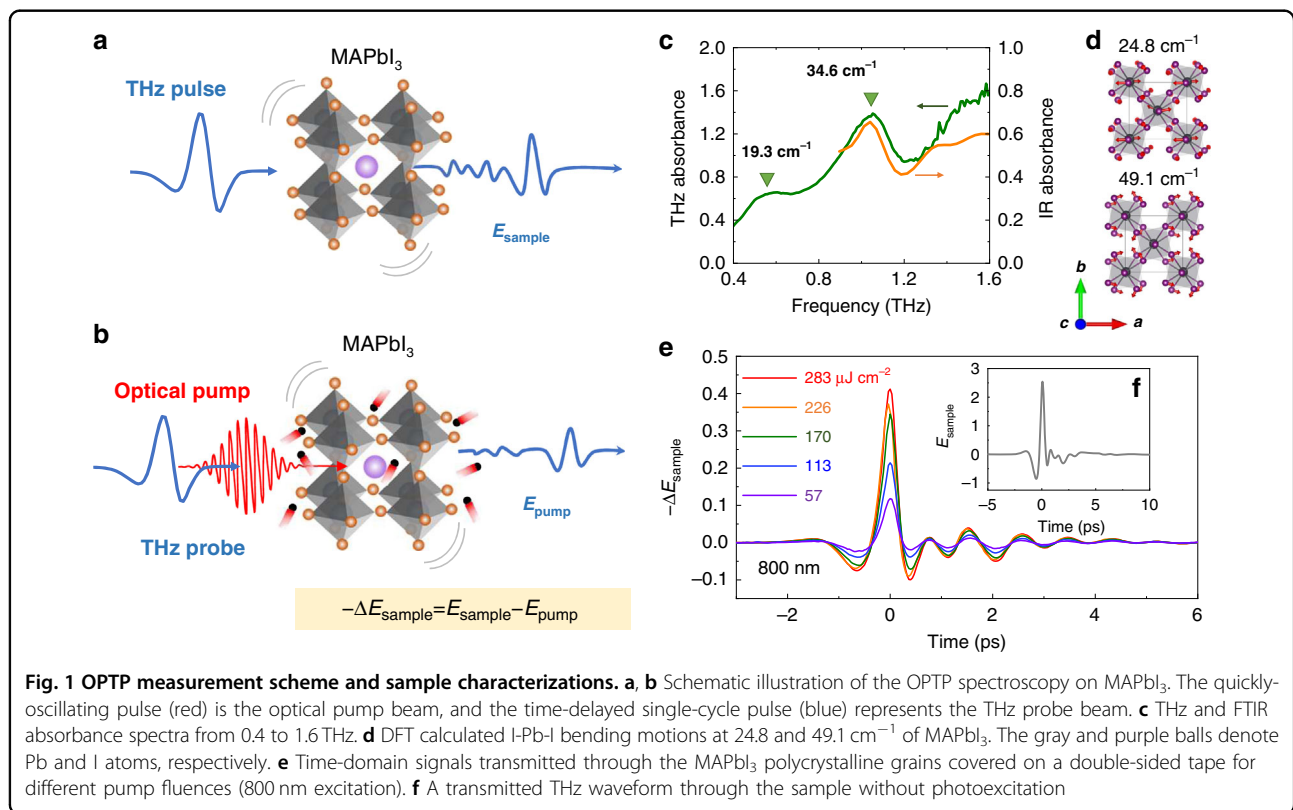 a
MAPbI₃
THz pulse
E_sample
b
MAPbI₃
Optical pump
THz probe
E_pump
−ΔE_sample=E_sample−E_pump
c
2.0
1.6
1.2
0.8
0.4
0.0
THz absorbance
34.6 cm⁻¹
19.3 cm⁻¹
1.0
0.8
0.6
0.4
0.2
0.0
IR absorbance
0.4
0.8
1.2
1.6
Frequency (THz)
d
24.8 cm⁻¹
49.1 cm⁻¹
b
c
a
e
0.5
0.4
0.3
0.2
0.1
0.0
−0.1
−ΔE_sample
283 μJ cm⁻²
226
170
113
57
800 nm
−2
0
2
4
6
Time (ps)
f
3
2
1
0
−1
E_sample
−5
0
5
10
Time (ps)
Fig. 1 OPTP measurement scheme and sample characterizations. a, b Schematic illustration of the OPTP spectroscopy on MAPbI₃. The quickly-
oscillating pulse (red) is the optical pump beam, and the time-delayed single-cycle pulse (blue) represents the THz probe beam. c THz and FTIR
absorbance spectra from 0.4 to 1.6 THz. d DFT calculated I-Pb-I bending motions at 24.8 and 49.1 cm⁻¹ of MAPbI₃. The gray and purple balls denote
Pb and I atoms, respectively. e Time-domain signals transmitted through the MAPbI₃ polycrystalline grains covered on a double-sided tape for
different pump fluences (800 nm excitation). f A transmitted THz waveform through the sample without photoexcitation